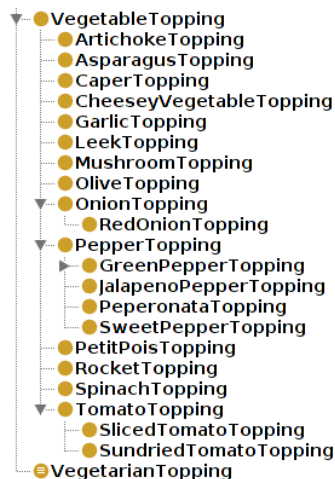 VegetableTopping
ArtichokeTopping
AsparagusTopping
CaperTopping
CheeseyVegetableTopping
GarlicTopping
LeekTopping
MushroomTopping
OliveTopping
OnionTopping
RedOnionTopping
PepperTopping
GreenPepperTopping
JalapenoPepperTopping
PeperonataTopping
SweetPepperTopping
PetitPoisTopping
RocketTopping
SpinachTopping
TomatoTopping
SlicedTomatoTopping
SundriedTomatoTopping
VegetarianTopping